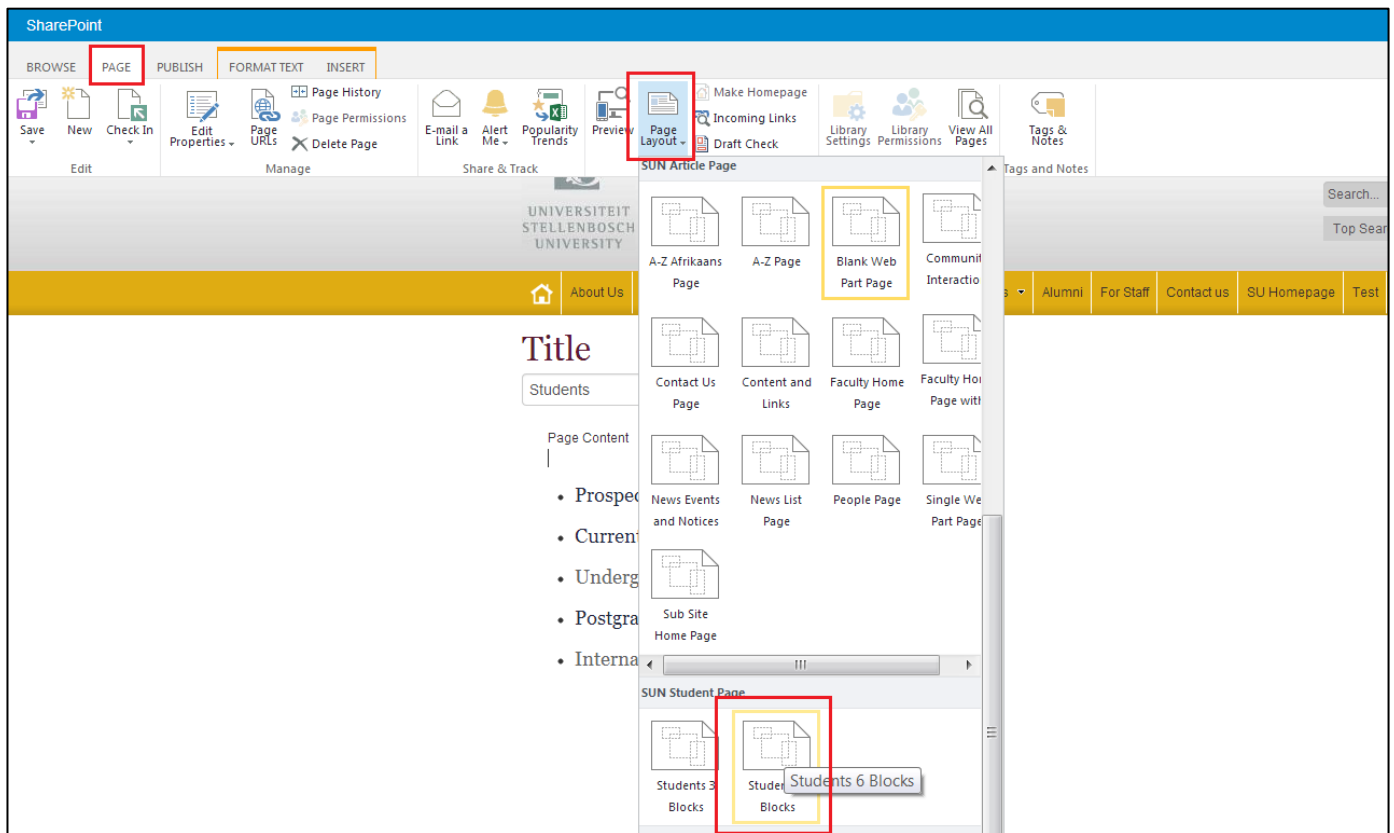 SharePoint
BROWSE PAGE PUBLISH FORMAT TEXT INSERT
Save
New
Check In
Edit
Edit
Properties
Page
URLs
Page History
Page Permissions
Delete Page
Manage
E-mail a
Link
Alert
Me
Popularity
Trends
Share & Track
Preview
Page
Layout
Make Homepage
Incoming Links
Draft Check
Library
Settings
Library
Permissions
View All
Pages
Tags &
Notes
Tags and Notes
UNIVERSITEIT
STELLENBOSCH
UNIVERSITY
Search...
Top Sear
About Us
s Alumni For Staff Contact us SU Homepage Test
Title
Students
Page Content
• Prospec
• Current
• Underg
• Postgra
• Interna
SUN Article Page
A-Z Afrikaans
Page
A-Z Page
Blank Web
Part Page
Communit
Interactio
Contact Us
Page
Content and
Links
Faculty Home
Page
Faculty Hor
Page with
News Events
and Notices
News List
Page
People Page
Single We
Part Page
Sub Site
Home Page
SUN Student Page
Students 3
Blocks
Studen
Blocks
Students 6 Blocks